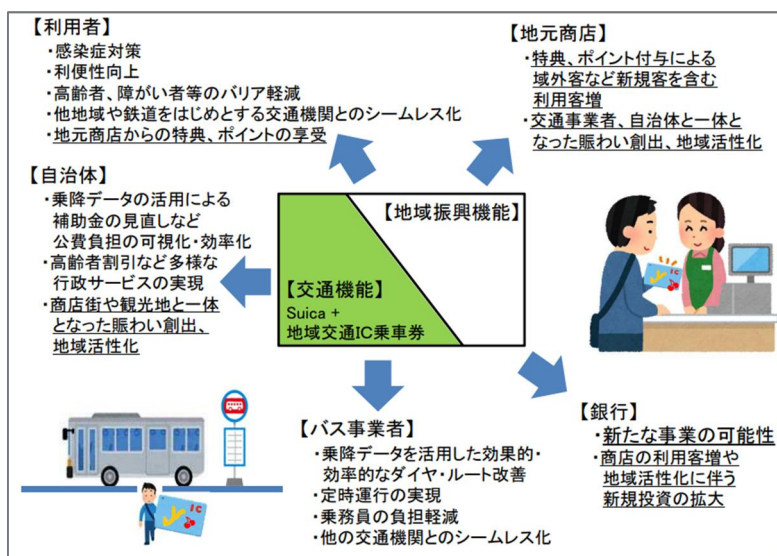 【利用者】
・感染症対策
・利便性向上
・高齢者、障がい者等のバリア軽減
・他地域や鉄道をはじめとする交通機関とのシームレス化
・地元商店からの特典、ポイントの享受
【地元商店】
・特典、ポイント付与による
域外客など新規客を含む
利用客増
・交通事業者、自治体と一体と
なった賑わい創出、地域活性化
【自治体】
・乗降データの活用による
補助金の見直しなど
公費負担の可視化・効率化
・高齢者割引など多様な
行政サービスの実現
・商店街や観光地と一体
となった賑わい創出、
地域活性化
【地域振興機能】
【交通機能】
Suica +
地域交通IC乗車券
IC
【バス事業者】
・乗降データを活用した効果的・
効率的なダイヤ・ルート改善
・定時運行の実現
・乗務員の負担軽減
・他の交通機関とのシームレス化
【銀行】
・新たな事業の可能性
・商店の利用客増や
地域活性化に伴う
新規投資の拡大
IC